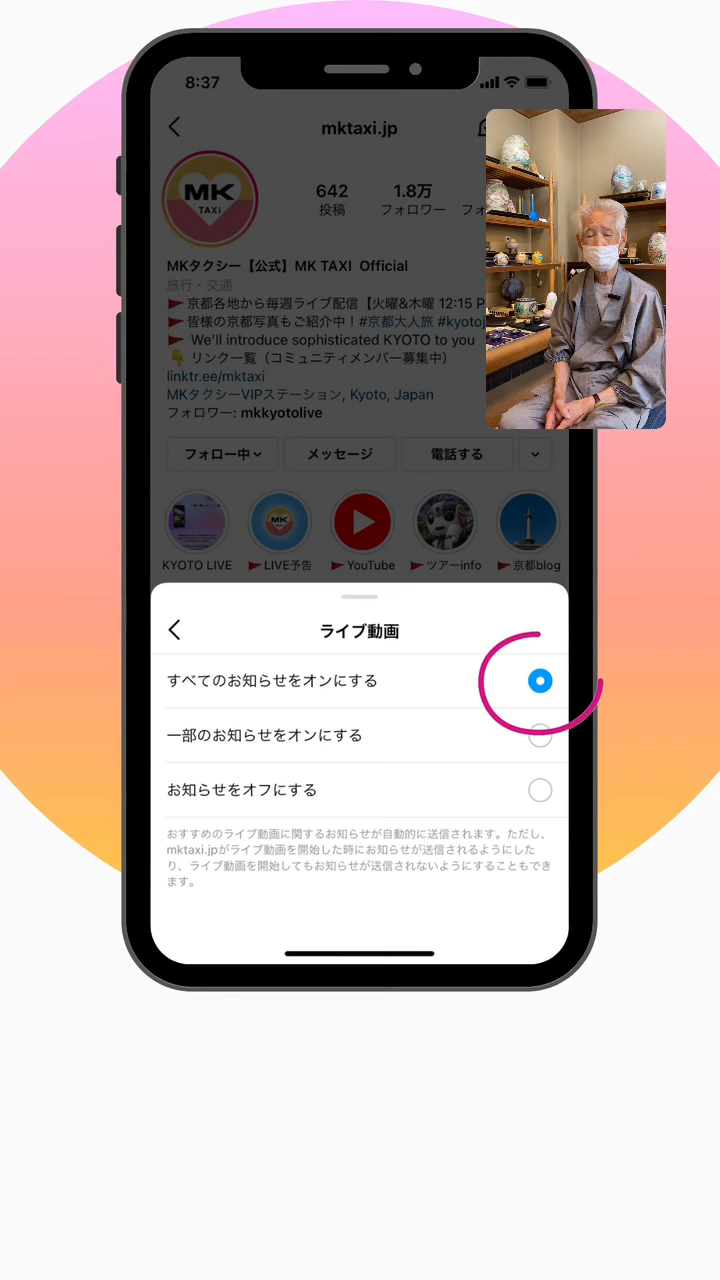 8:37
mktaxi.jp
MK
TAXI
642
投稿
1.8万
フォロワー
フォ
MKタクシー【公式】MK TAXI Official
旅行・交通
京都各地から毎週ライブ配信【火曜&木曜 12:15 P
皆様の京都写真もご紹介中！#京都大人旅 #kyotoj
We'll introduce sophisticated KYOTO to you
リンク一覧（コミュニティメンバー募集中）
linktr.ee/mktaxi
MKタクシーVIPステーション, Kyoto, Japan
フォロワー: mkkyotolive
フォロー中 メッセージ 電話する
MK
KYOTO LIVE LIVE予告 YouTube ツアーinfo 京都blog
ライブ動画
すべてのお知らせをオンにする
一部のお知らせをオンにする
お知らせをオフにする
おすすめのライブ動画に関するお知らせが自動的に送信されます。ただし、
mktaxi.jpがライブ動画を開始した時にお知らせが送信されるようにした
り、ライブ動画を開始してもお知らせが送信されないようにすることもでき
ます。